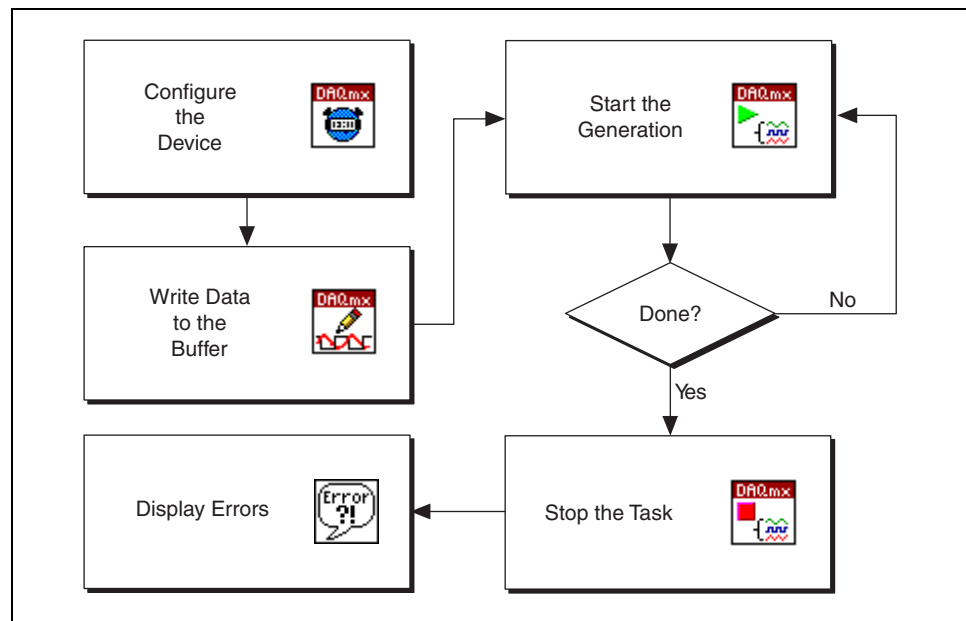 Configure
the
Device
DAQmx
Write Data
to the
Buffer
DAQmx
Start the
Generation
DAQmx
Done?
No
Yes
Stop the Task
DAQmx
Display Errors
Error
?!